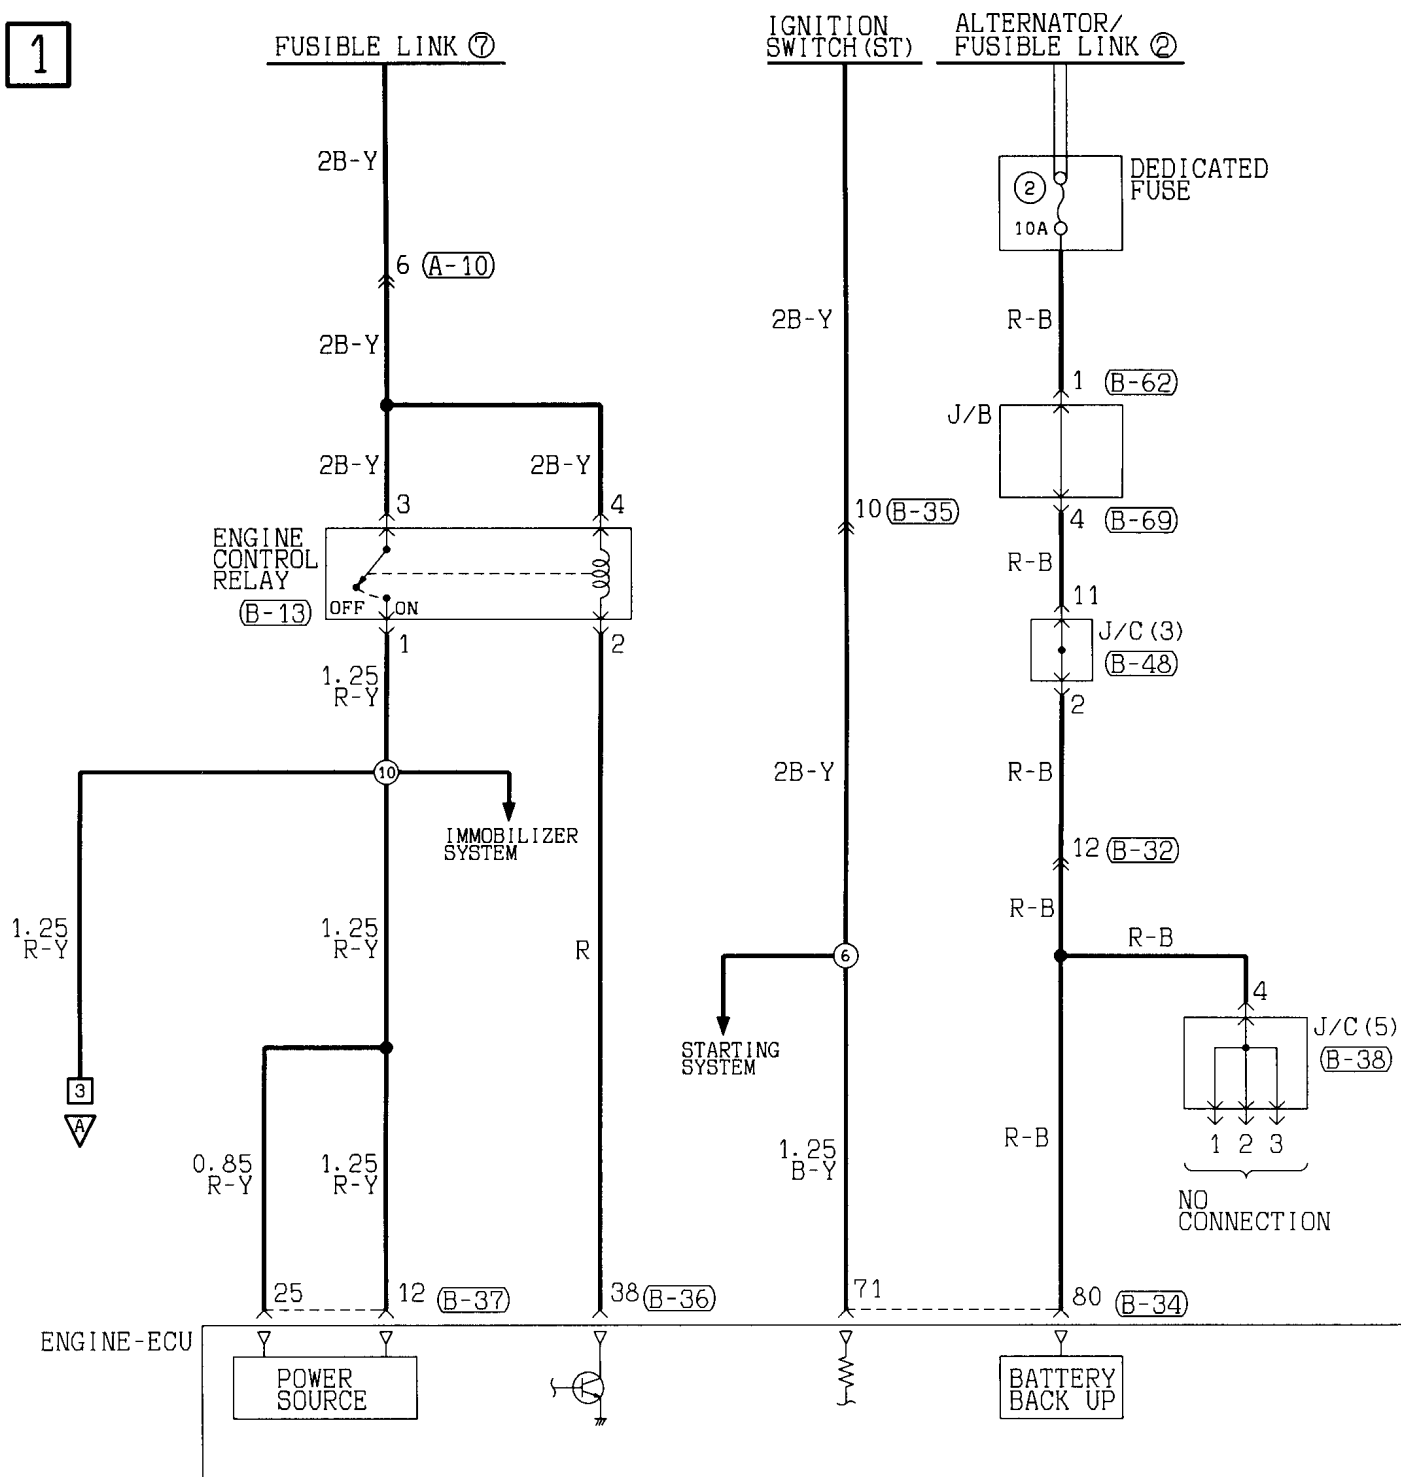 1
FUSIBLE LINK ⑦
IGNITION
SWITCH(ST)
ALTERNATOR/
FUSIBLE LINK ②
2B-Y
DEDICATED
FUSE
2
10A
6 (A-10)
2B-Y
2B-Y
R-B
1 (B-62)
J/B
2B-Y
2B-Y
3
4
10 (B-35)
4 (B-69)
ENGINE
CONTROL
RELAY
(B-13)
OFF
ON
R-B
11
J/C(3)
(B-48)
1
2
2
1.25
R-Y
10
2B-Y
R-B
IMMOBILIZER
SYSTEM
12 (B-32)
1.25
R-Y
1.25
R-Y
R
6
R-B
R-B
4
J/C(5)
(B-38)
STARTING
SYSTEM
3
A
1 2 3
0.85
R-Y
1.25
R-Y
1.25
B-Y
R-B
NO
CONNECTION
25
12 (B-37)
38 (B-36)
71
80 (B-34)
ENGINE-ECU
POWER
SOURCE
BATTERY
BACK UP